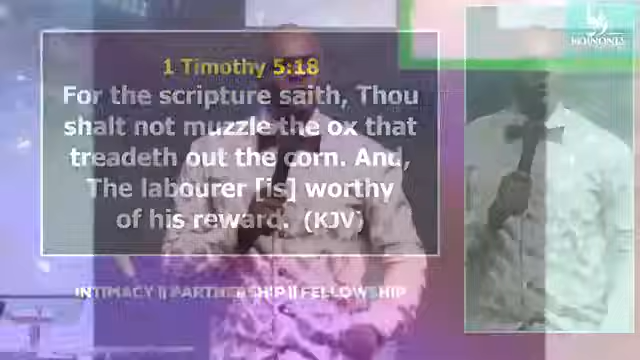 1 Timothy 5:18
For the scripture saith, Thou
shalt not muzzle the ox that
treadeth out the corn. And,
The labourer [is] worthy
of his reward. (KJV)
INTIMACY || PARTNERSHIP || FELLOWSHIP